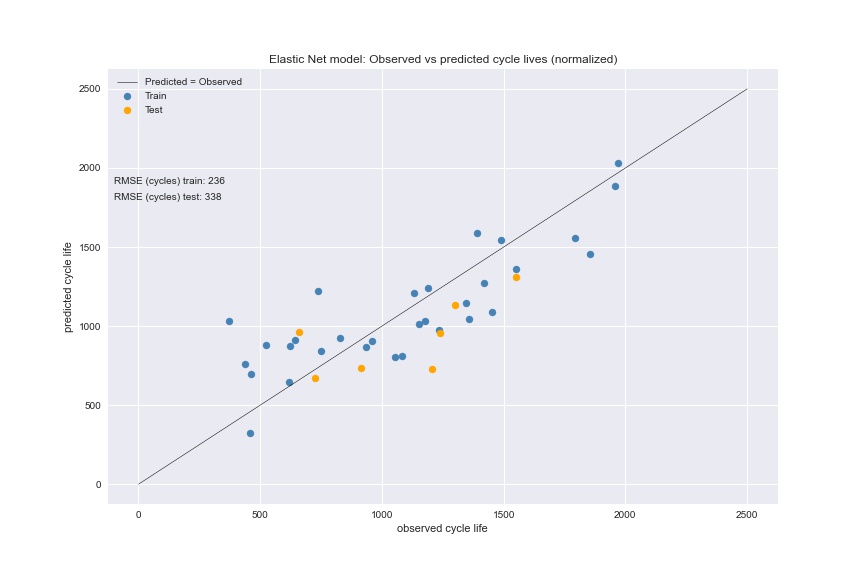 Elastic Net model: Observed vs predicted cycle lives (normalized)
Predicted = Observed
Train
Test
RMSE (cycles) train: 236
RMSE (cycles) test: 338
2500
2000
1500
1000
500
0
predicted cycle life
0 500 1000 1500 2000 2500
observed cycle life